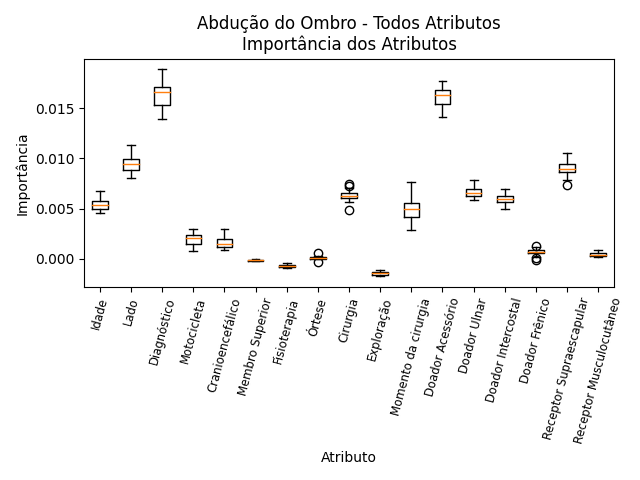 Abdução do Ombro - Todos Atributos
Importância dos Atributos
Importância
0.015
0.010
0.005
0.000
Idade
Lado
Diagnóstico
Motocicleta
Cranioencefálico
Membro Superior
Fisioterapia
Órtese
Cirurgia
Exploração
Momento da cirurgia
Doador Acessório
Doador Ulnar
Doador Intercostal
Doador Frênico
Receptor Supraescapular
Receptor Musculocutâneo
Atributo